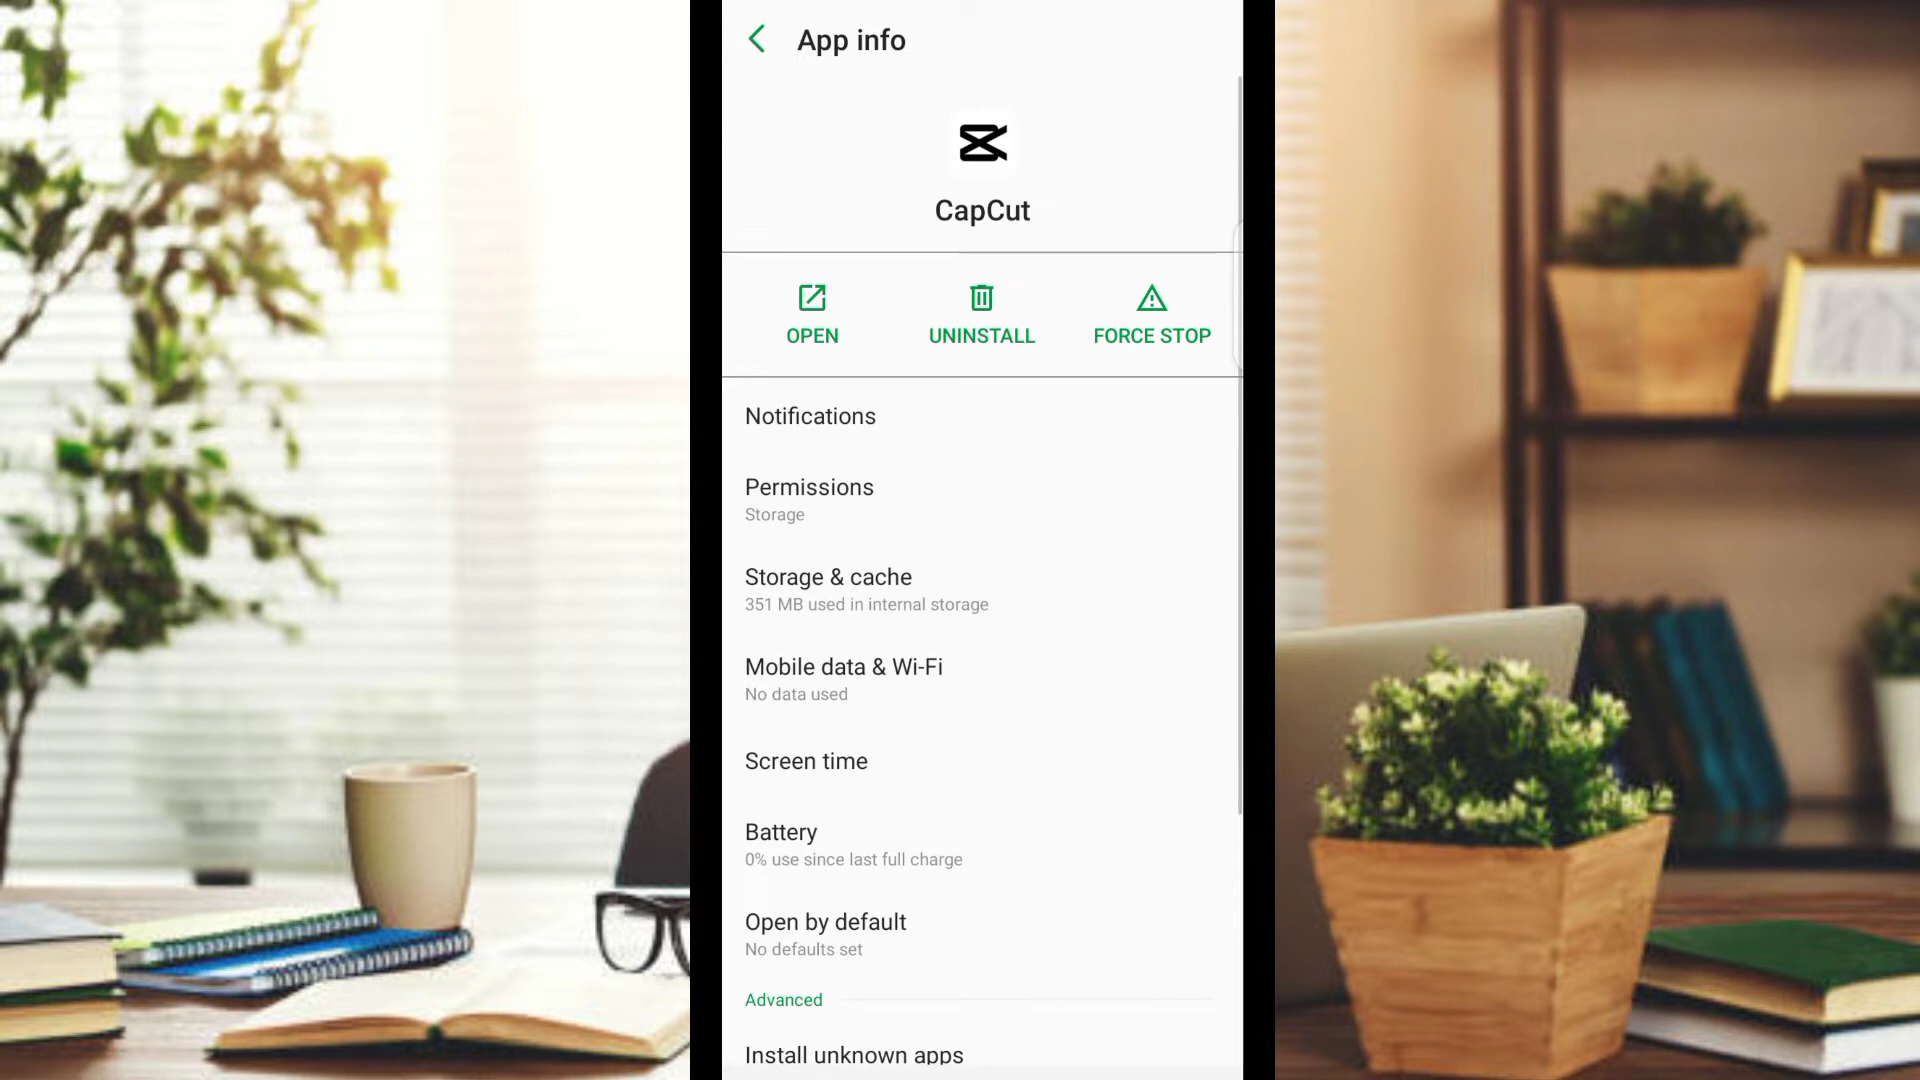 App info
CapCut
OPEN
UNINSTALL
FORCE STOP
Notifications
Permissions
Storage
Storage & cache
351 MB used in internal storage
Mobile data & Wi-Fi
No data used
Screen time
Battery
0% use since last full charge
Open by default
No defaults set
Advanced
Install unknown apps